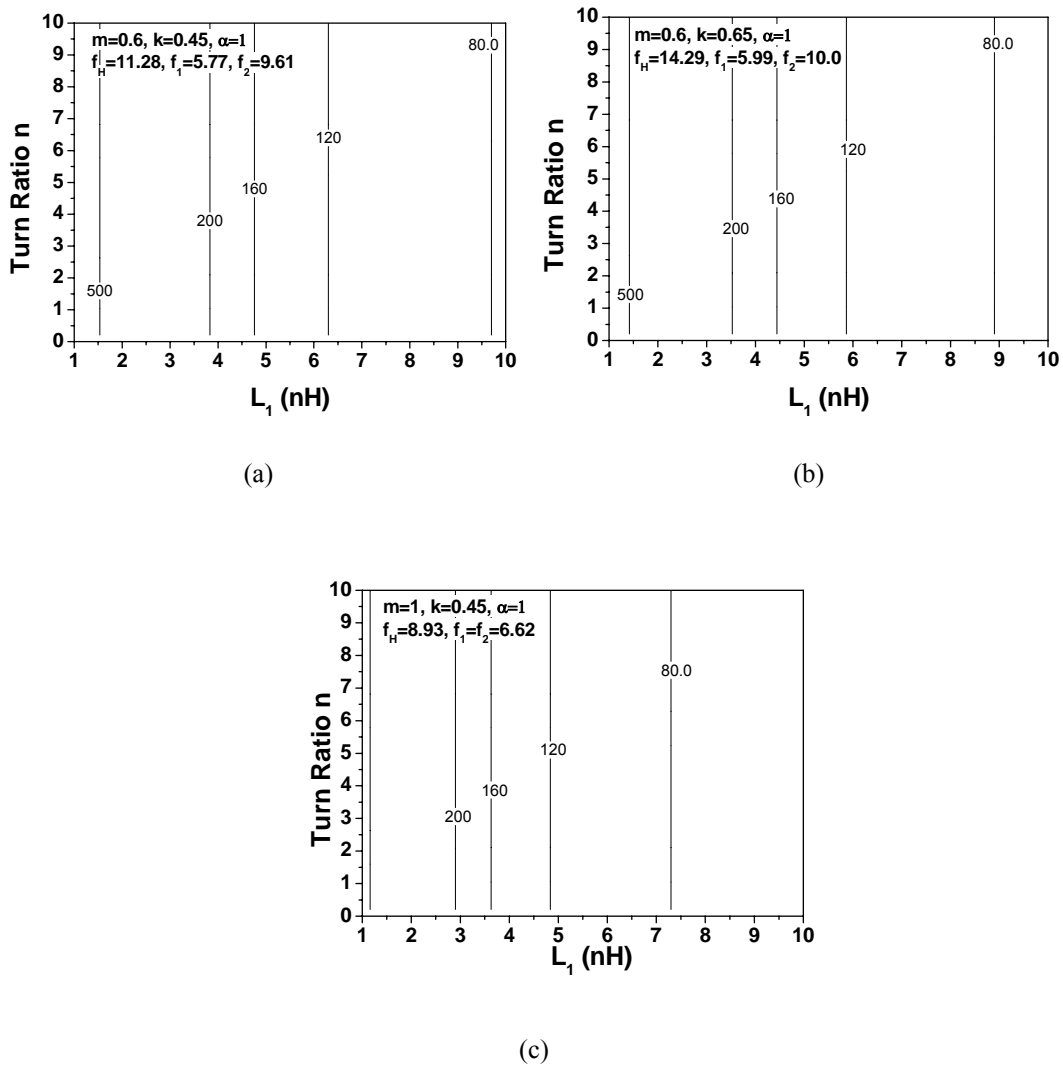 m=0.6, k=0.45, α=1
f_H=11.28, f_1=5.77, f_2=9.61
80.0
120
160
200
500
10
9
8
7
6
5
4
3
2
1
0
Turn Ratio n
1 2 3 4 5 6 7 8 9 10
L_1 (nH)
(a)
m=0.6, k=0.65, α=1
f_H=14.29, f_1=5.99, f_2=10.0
80.0
120
160
200
500
10
9
8
7
6
5
4
3
2
1
0
Turn Ratio n
1 2 3 4 5 6 7 8 9 10
L_1 (nH)
(b)
m=1, k=0.45, α=1
f_H=8.93, f_1=f_2=6.62
80.0
120
160
200
10
9
8
7
6
5
4
3
2
1
0
Turn Ratio n
1 2 3 4 5 6 7 8 9 10
L_1 (nH)
(c)